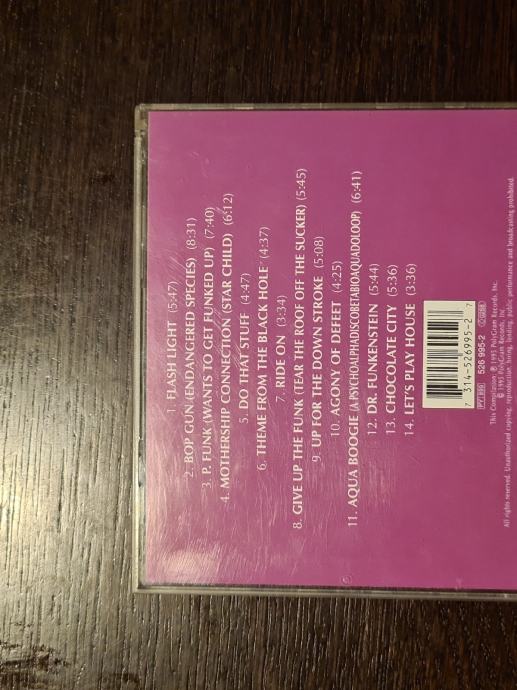 1. FLASH LIGHT (5:47)
2. BOP GUN (ENDANGERED SPECIES) (8:31)
3. P. FUNK (WANTS TO GET FUNKED UP) (7:40)
4. MOTHERSHIP CONNECTION (STAR CHILD) (6:12)
5. DO THAT STUFF (4:47)
6. THEME FROM THE BLACK HOLE (4:37)
7. RIDE ON (3:34)
8. GIVE UP THE FUNK (TEAR THE ROOF OFF THE SUCKER) (5:45)
9. UP FOR THE DOWN STROKE (5:08)
10. AGONY OF DEFEET (4:25)
11. AQUA BOOGIE (A PSYCHOALPHADISCOBETABIOAQUADOLOOP) (6:41)
12. DR. FUNKENSTEIN (5:44)
13. CHOCOLATE CITY (5:36)
14. LET'S PLAY HOUSE (3:36)
7 314-526995-2 7
526 995-2
This Compilation ℗ 1995 PolyGram Records, Inc.
© 1995 PolyGram Records, Inc.
All rights reserved. Unauthorized copying, reproduction, hiring, lending, public performance and broadcasting prohibited.